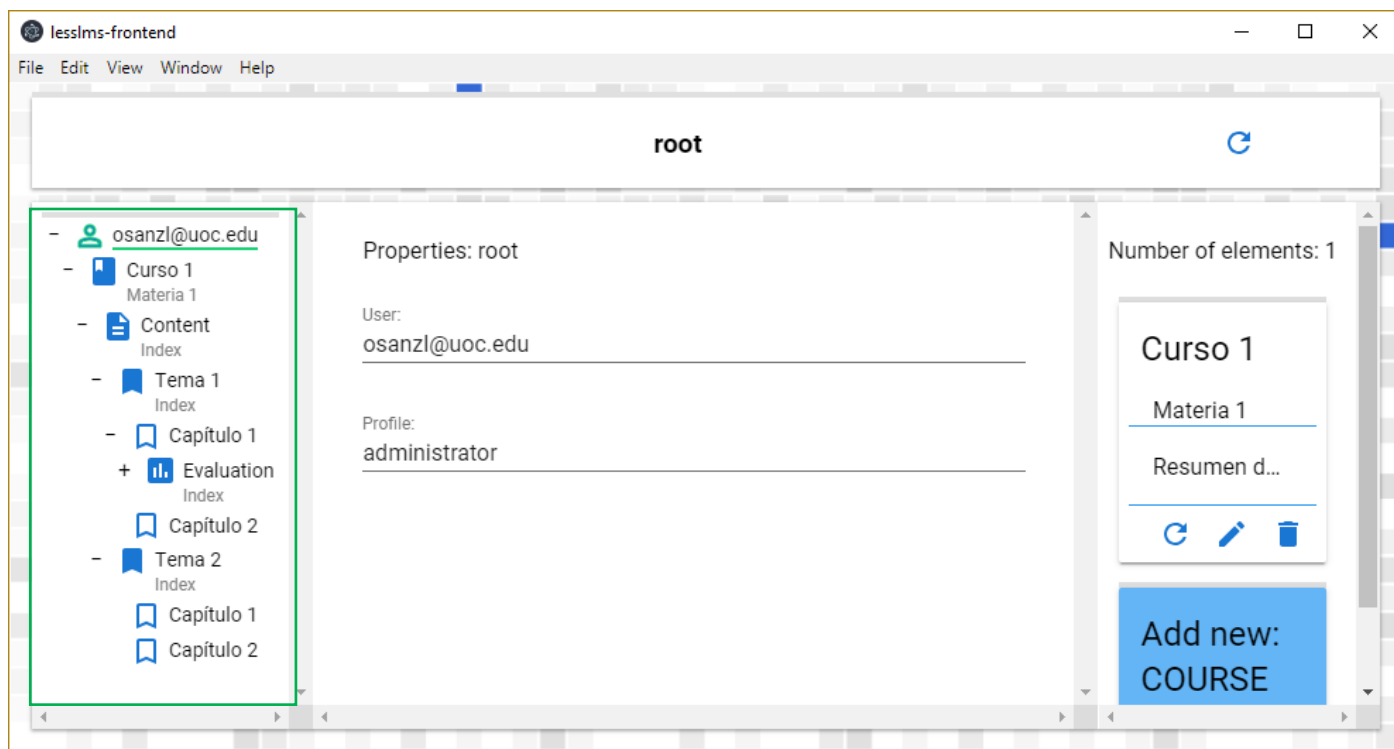 lesslms-frontend
File Edit View Window Help
root
osanzl@uoc.edu
Curso 1
Materia 1
Content
Index
Tema 1
Index
Capítulo 1
Evaluation
Index
Capítulo 2
Tema 2
Index
Capítulo 1
Capítulo 2
Properties: root
User:
osanzl@uoc.edu
Profile:
administrator
Number of elements: 1
Curso 1
Materia 1
Resumen d...
Add new:
COURSE